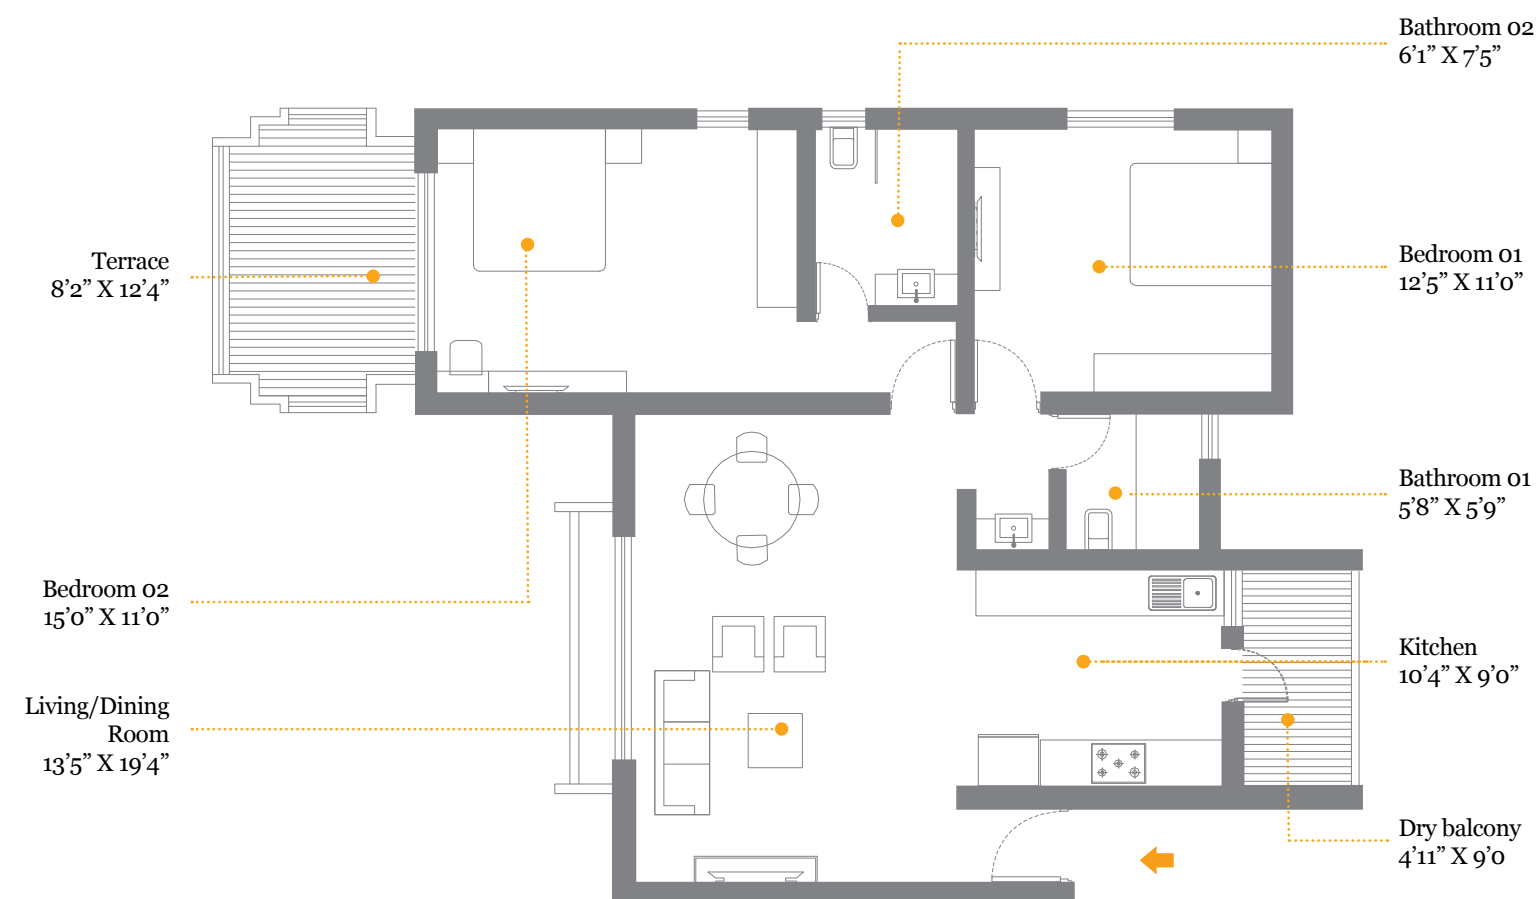 Bathroom 02
6’1” X 7’5”
Terrace
8’2” X 12’4”
Bedroom 01
12’5” X 11’0”
Bathroom 01
5’8” X 5’9”
Bedroom 02
15’0” X 11’0”
Kitchen
10’4” X 9’0”
Living/Dining
Room
13’5” X 19’4”
Dry balcony
4’11” X 9’0